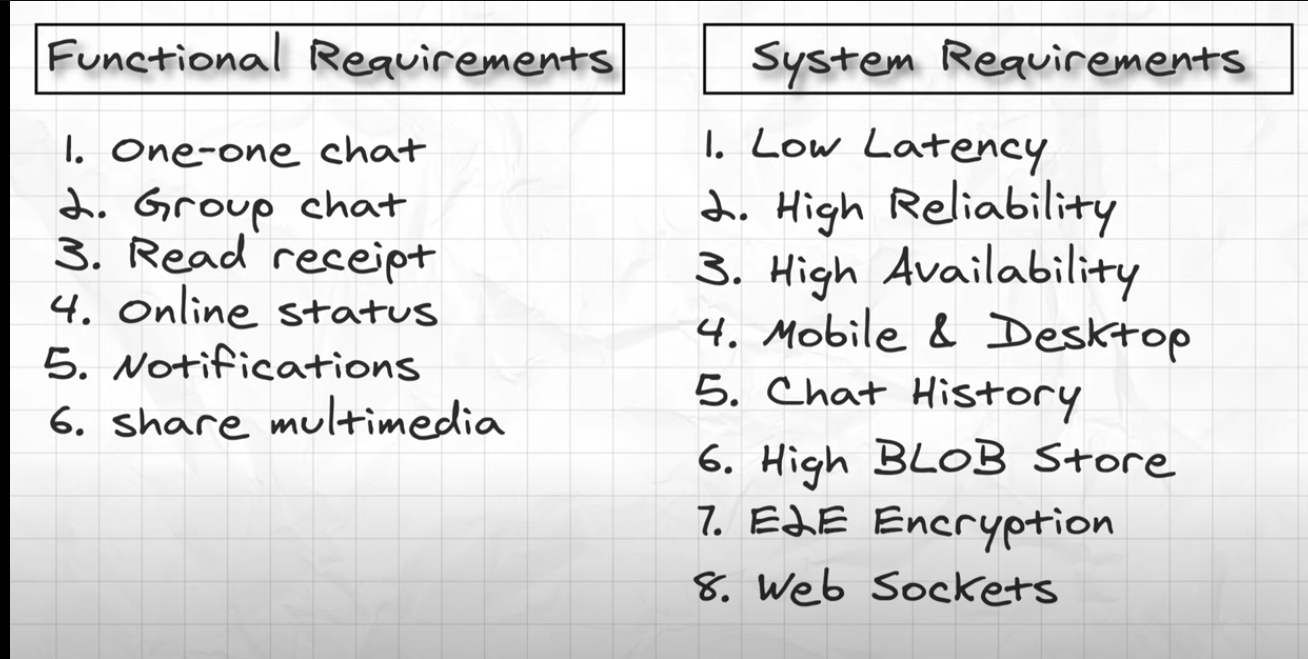 Functional Requirements
1. One-one chat
2. Group chat
3. Read receipt
4. Online status
5. Notifications
6. share multimedia
System Requirements
1. Low Latency
2. High Reliability
3. High Availability
4. Mobile & Desktop
5. Chat History
6. High BLOB Store
7. E2E Encryption
8. Web Sockets